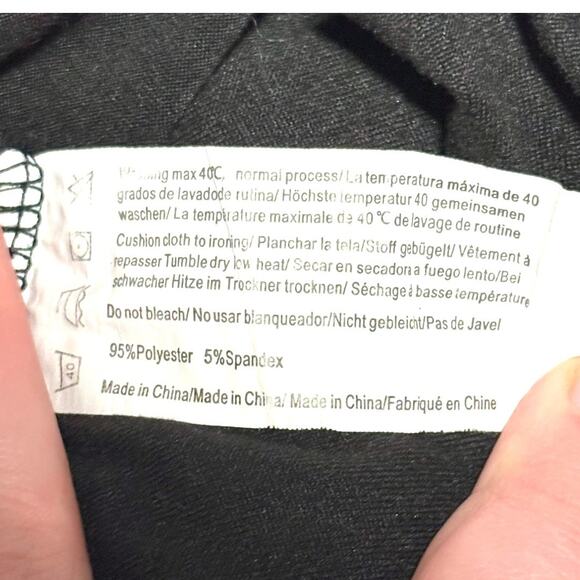 max 40℃, normal process/La temperatura máxima de 40
grados de lavadode rutina/Höchste temperatur 40 gemeinsamen
waschen/La température maximale de 40 ℃ de lavage de routine
Cushion cloth to ironing/Planchar la tela/Stoff gebügelt/Vêtement à
repasser Tumble dry low heat/Secar en secadora a fuego lento/Bei
schwacher Hitze im Trockner trocknen/Séchage à basse température
Do not bleach/No usar blanqueador/Nicht gebleicht/Pas de Javel
95%Polyester 5%Spandex
Made in China/Made in China/Made in China/Fabriqué en Chine
40